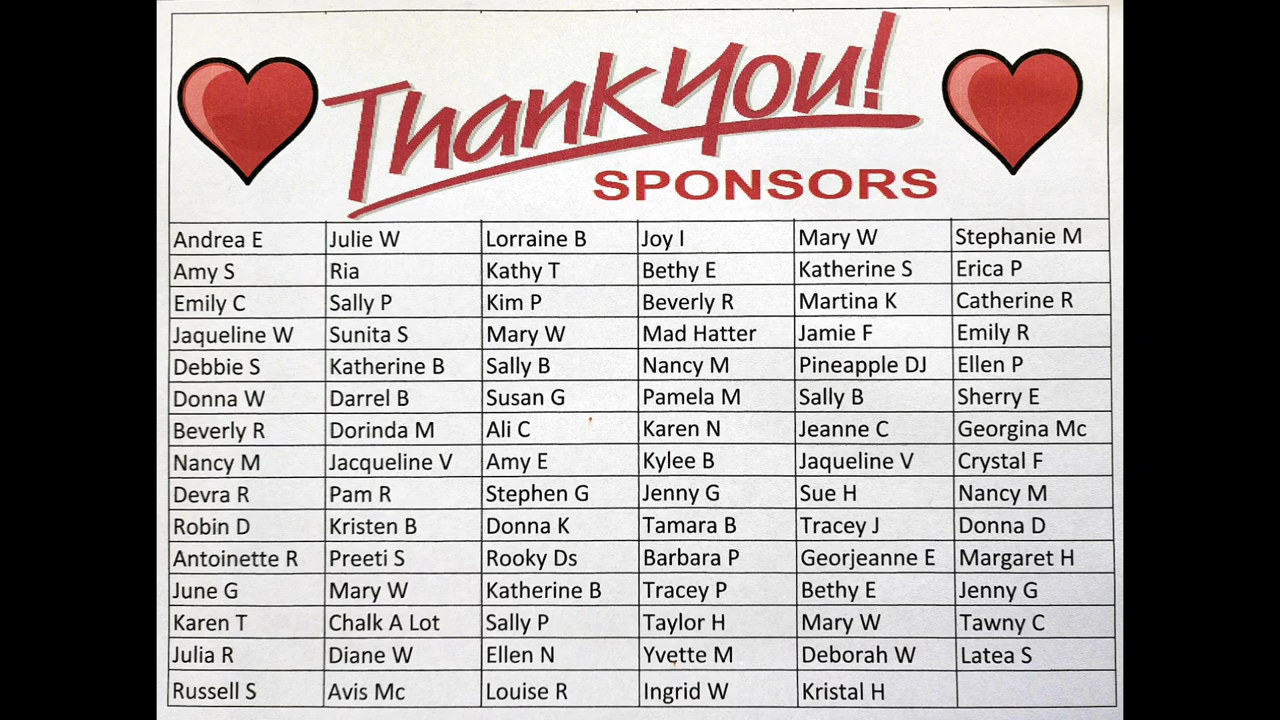 Thank You!
SPONSORS
Andrea E Julie W Lorraine B Joy I Mary W Stephanie M
Amy S Ria Kathy T Bethy E Katherine S Erica P
Emily C Sally P Kim P Beverly R Martina K Catherine R
Jaqueline W Sunita S Mary W Mad Hatter Jamie F Emily R
Debbie S Katherine B Sally B Nancy M Pineapple DJ Ellen P
Donna W Darrel B Susan G Pamela M Sally B Sherry E
Beverly R Dorinda M Ali C Karen N Jeanne C Georgina Mc
Nancy M Jacqueline V Amy E Kylee B Jaqueline V Crystal F
Devra R Pam R Stephen G Jenny G Sue H Nancy M
Robin D Kristen B Donna K Tamara B Tracey J Donna D
Antoinette R Preeti S Rooky Ds Barbara P Georjeanne E Margaret H
June G Mary W Katherine B Tracey P Bethy E Jenny G
Karen T Chalk A Lot Sally P Taylor H Mary W Tawny C
Julia R Diane W Ellen N Yvette M Deborah W Latea S
Russell S Avis Mc Louise R Ingrid W Kristal H